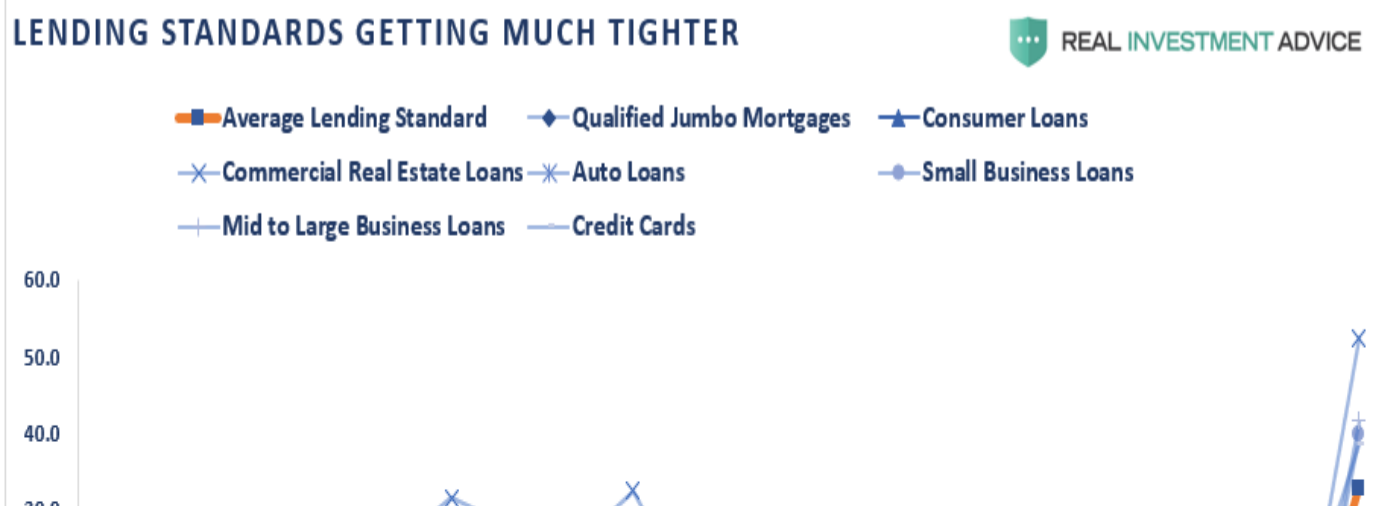 LENDING STANDARDS GETTING MUCH TIGHTER
REAL INVESTMENT ADVICE
Average Lending Standard Qualified Jumbo Mortgages Consumer Loans
Commercial Real Estate Loans Auto Loans Small Business Loans
Mid to Large Business Loans Credit Cards
60.0
50.0
40.0